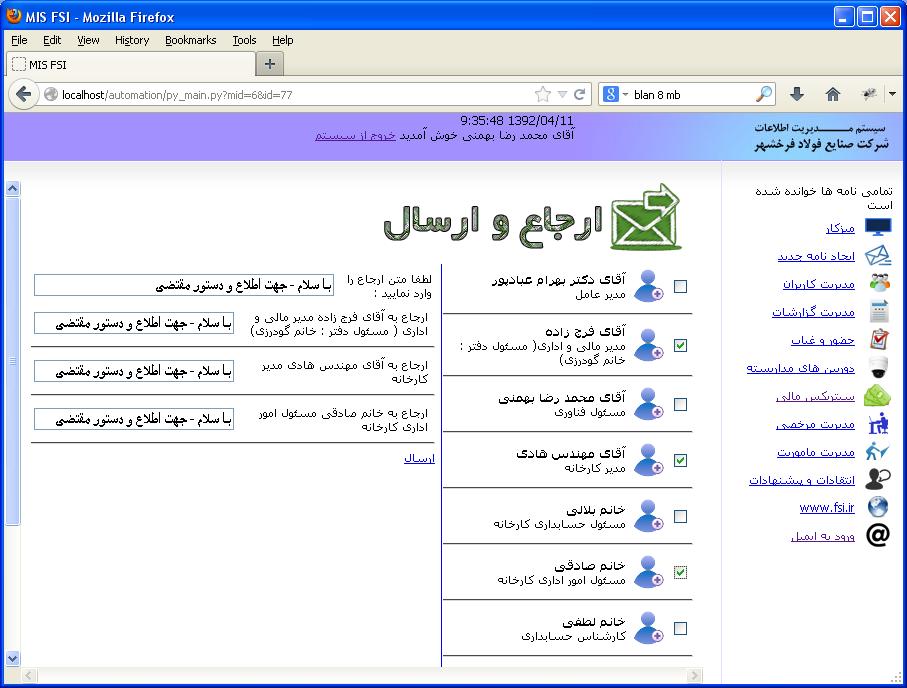 MIS FSI - Mozilla Firefox
File Edit View History Bookmarks Tools Help
MIS FSI
localhost/automation/py_main.py?mid=6&id=77
blan 8 mb
9:35:48 1392/04/11
آقای محمد رضا بهمنی خوش آمدید خروج از سیستم
سیستم مدیریت اطلاعات
شرکت صنایع فولاد فرخشهر
تمامی نامه ها خوانده شده
است
میزکار
ایجاد نامه جدید
مدیریت کاربران
مدیریت گزارشات
حضور و غیاب
دوربین های مداربسته
سیتریکس مالی
مدیریت مرخصی
مدیریت ماموریت
انتقادات و پیشنهادات
www.fsi.ir
ورود به ایمیل
ارجاع و ارسال
آقای دکتر بهرام عبادپور
مدیر عامل
آقای فرج زاده
مدیر مالی و اداری( مسئول دفتر :
خانم گودرزی)
آقای محمد رضا بهمنی
مسئول فناوری
آقای مهندس هادی
مدیر کارخانه
خانم بلالی
مسئول حسابداری کارخانه
خانم صادقی
مسئول امور اداری کارخانه
خانم لطفی
کارشناس حسابداری
لطفا متن ارجاع را
وارد نمایید :
با سلام - جهت اطلاع و دستور مقتضی
ارجاع به آقای فرج زاده مدیر مالی و
اداری ( مسئول دفتر : خانم گودرزی)
با سلام - جهت اطلاع و دستور مقتضی
ارجاع به آقای مهندس هادی مدیر
کارخانه
با سلام - جهت اطلاع و دستور مقتضی
ارجاع به خانم صادقی مسئول امور
اداری کارخانه
با سلام - جهت اطلاع و دستور مقتضی
ارسال